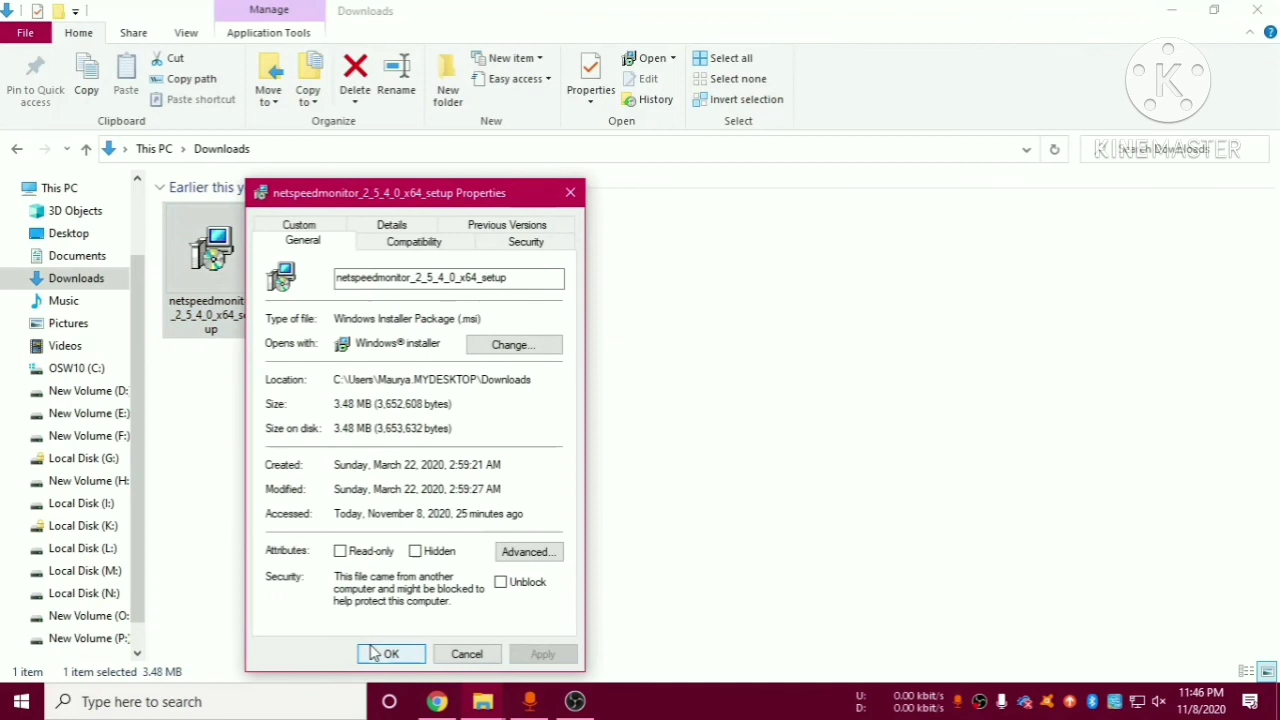 Manage
Downloads
File
Home
Share
View
Application Tools
Pin to Quick
access
Copy
Paste
Cut
Copy path
Paste shortcut
Clipboard
Move
to
Copy
to
Delete
Rename
Organize
New
folder
New item
Easy access
New
Properties
Open
Edit
History
Open
Select all
Select none
Invert selection
Select
K
KINEMASTER
This PC
Downloads
Search Downloads
This PC
3D Objects
Desktop
Documents
Downloads
Music
Pictures
Videos
OSW10 (C:)
New Volume (D:
New Volume (E:)
New Volume (F:)
Local Disk (G:)
New Volume (H:
Local Disk (I:)
Local Disk (K:)
Local Disk (L:)
Local Disk (M:)
Local Disk (N:)
New Volume (O:
New Volume (P:)
Earlier this y
netspeedmonit
_2_5_4_0_x64_se
up
netspeedmonitor_2_5_4_0_x64_setup Properties
Custom
Details
Previous Versions
General
Compatibility
Security
netspeedmonitor_2_5_4_0_x64_setup
Type of file: Windows Installer Package (.msi)
Opens with: Windows® installer
Change...
Location: C:\Users\Maurya.MYDESKTOP\Downloads
Size: 3.48 MB (3,652,608 bytes)
Size on disk: 3.48 MB (3,653,632 bytes)
Created: Sunday, March 22, 2020, 2:59:21 AM
Modified: Sunday, March 22, 2020, 2:59:27 AM
Accessed: Today, November 8, 2020, 25 minutes ago
Attributes: Read-only Hidden Advanced...
Security: This file came from another
computer and might be blocked to
help protect this computer.
Unblock
OK
Cancel
Apply
1 item
1 item selected 3.48 MB
Type here to search
U: 0.00 kbit/s
D: 0.00 kbit/s
11:46 PM
11/8/2020